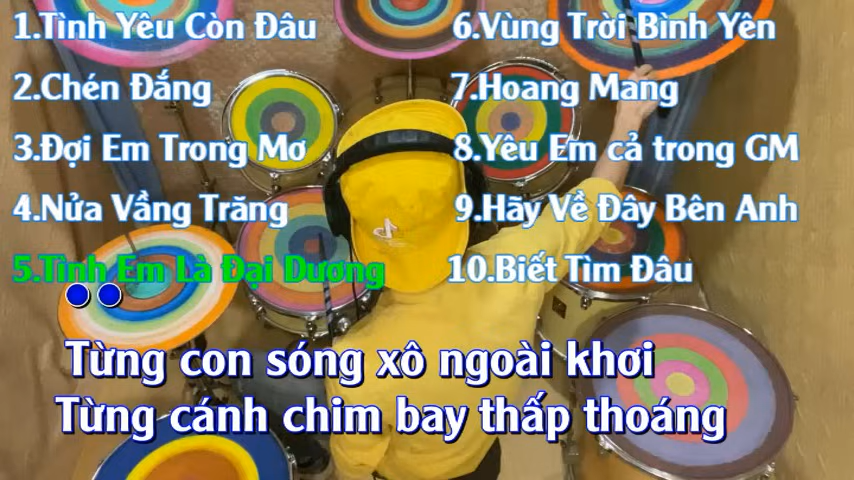 1.Tình Yêu Còn Đâu
2.Chén Đắng
3.Đợi Em Trong Mơ
4.Nửa Vầng Trăng
5.Tình Em Là Đại Dương
6.Vùng Trời Bình Yên
7.Hoang Mang
8.Yêu Em cả trong GM
9.Hãy Về Đây Bên Anh
10.Biết Tìm Đâu
Từng con sóng xô ngoài khơi
Từng cánh chim bay thấp thoáng